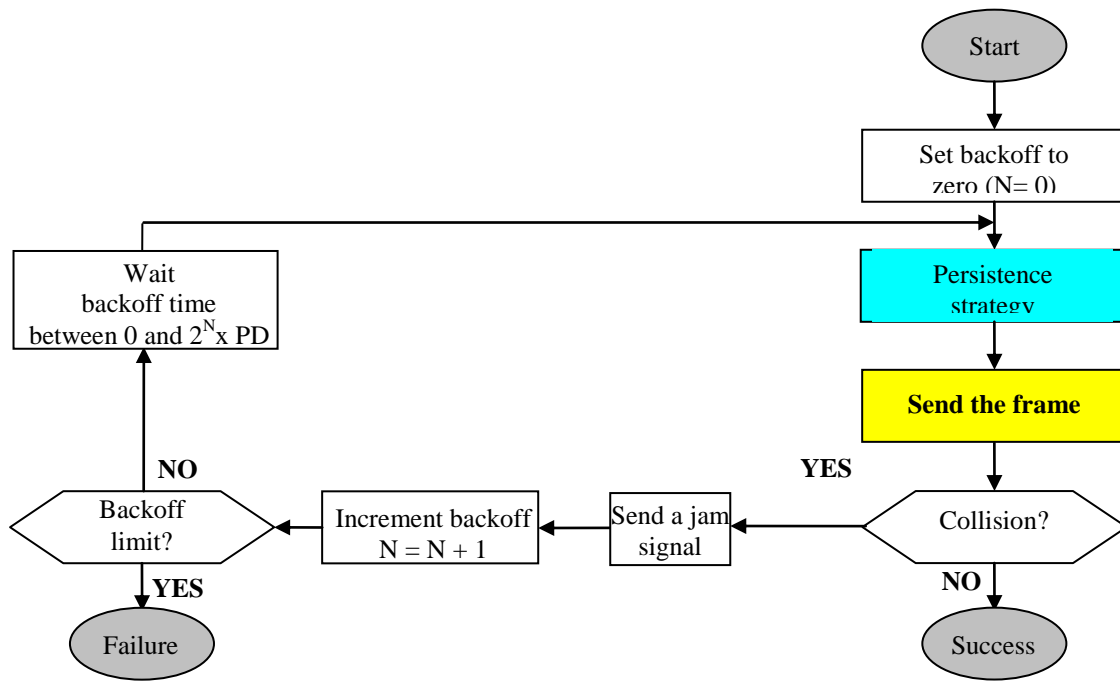 Start
Set backoff to
zero (N= 0)
Persistence
strategy
Send the frame
Collision?
YES
NO
Success
Send a jam
signal
Increment backoff
N = N + 1
Backoff
limit?
NO
YES
Failure
Wait
backoff time
between 0 and 2^N x PD